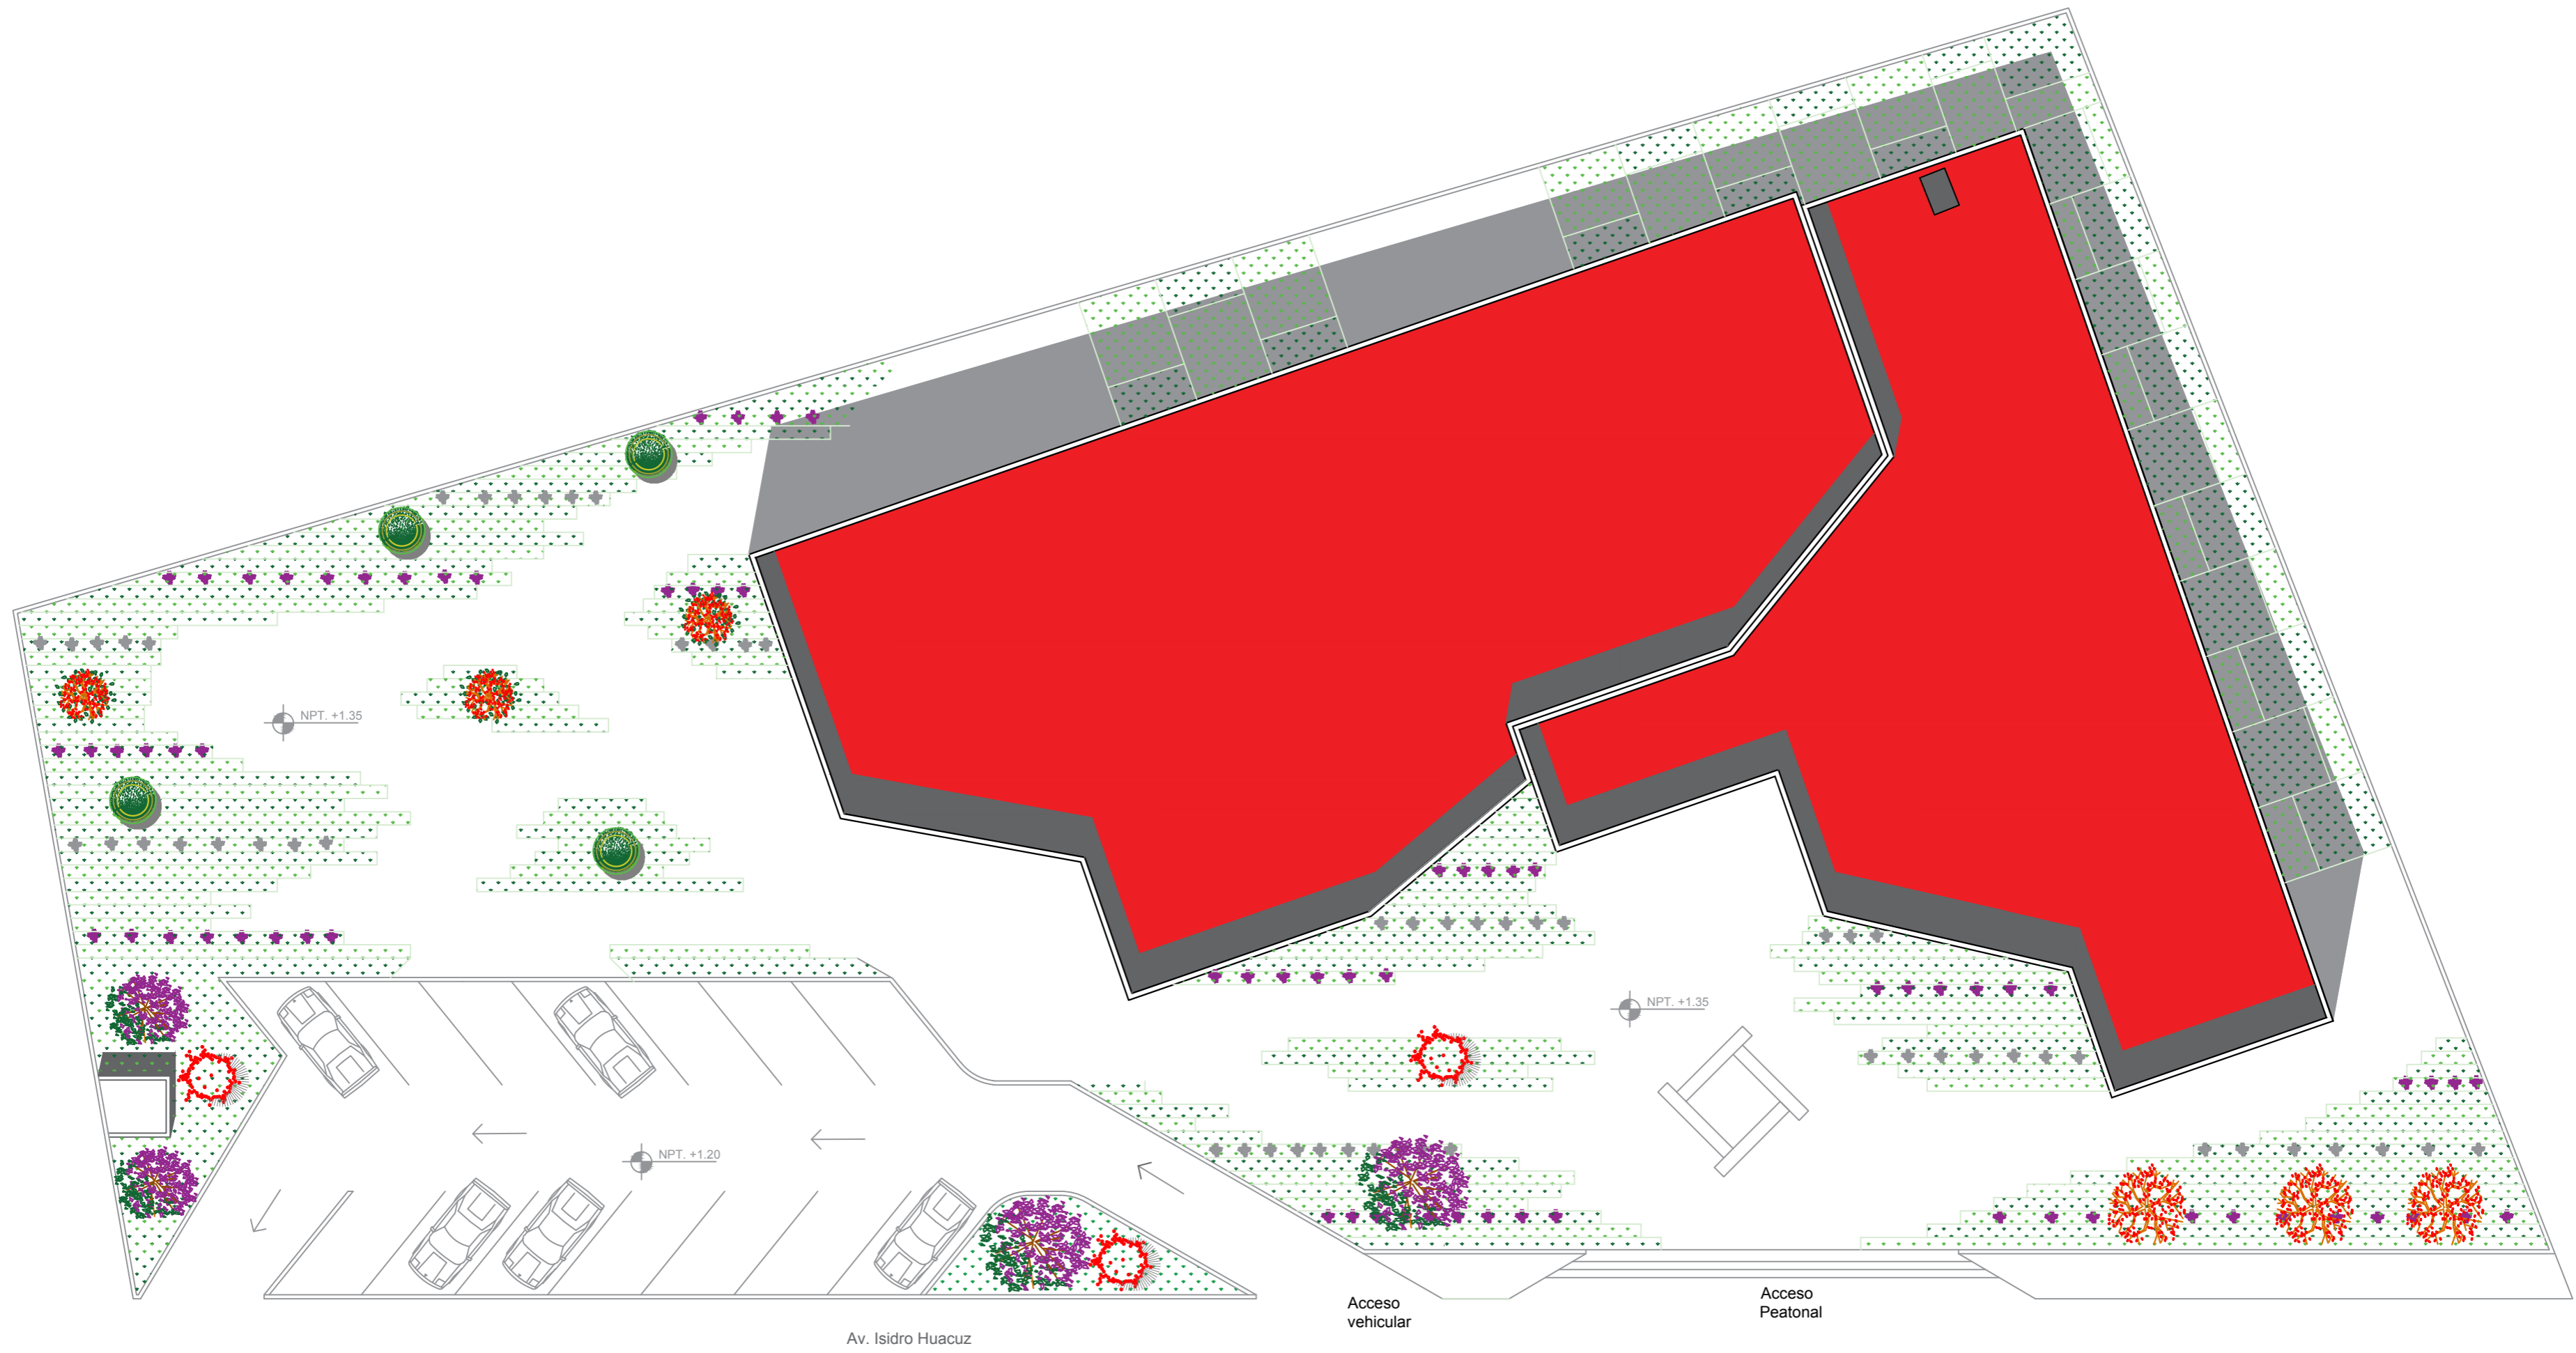 NPT. +1.35
NPT. +1.35
NPT. +1.20
Acceso
vehicular
Acceso
Peatonal
Av. Isidro Huacuz